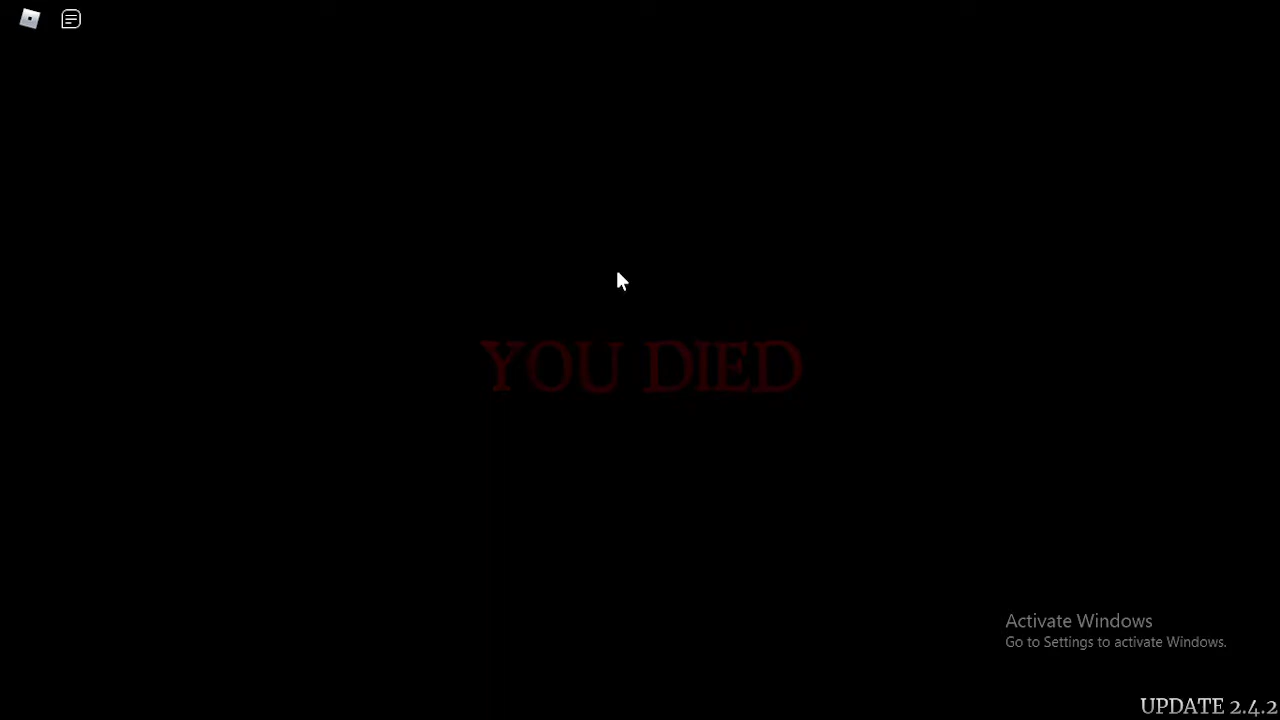 YOU DIED
Activate Windows
Go to Settings to activate Windows.
UPDATE 2.4.2